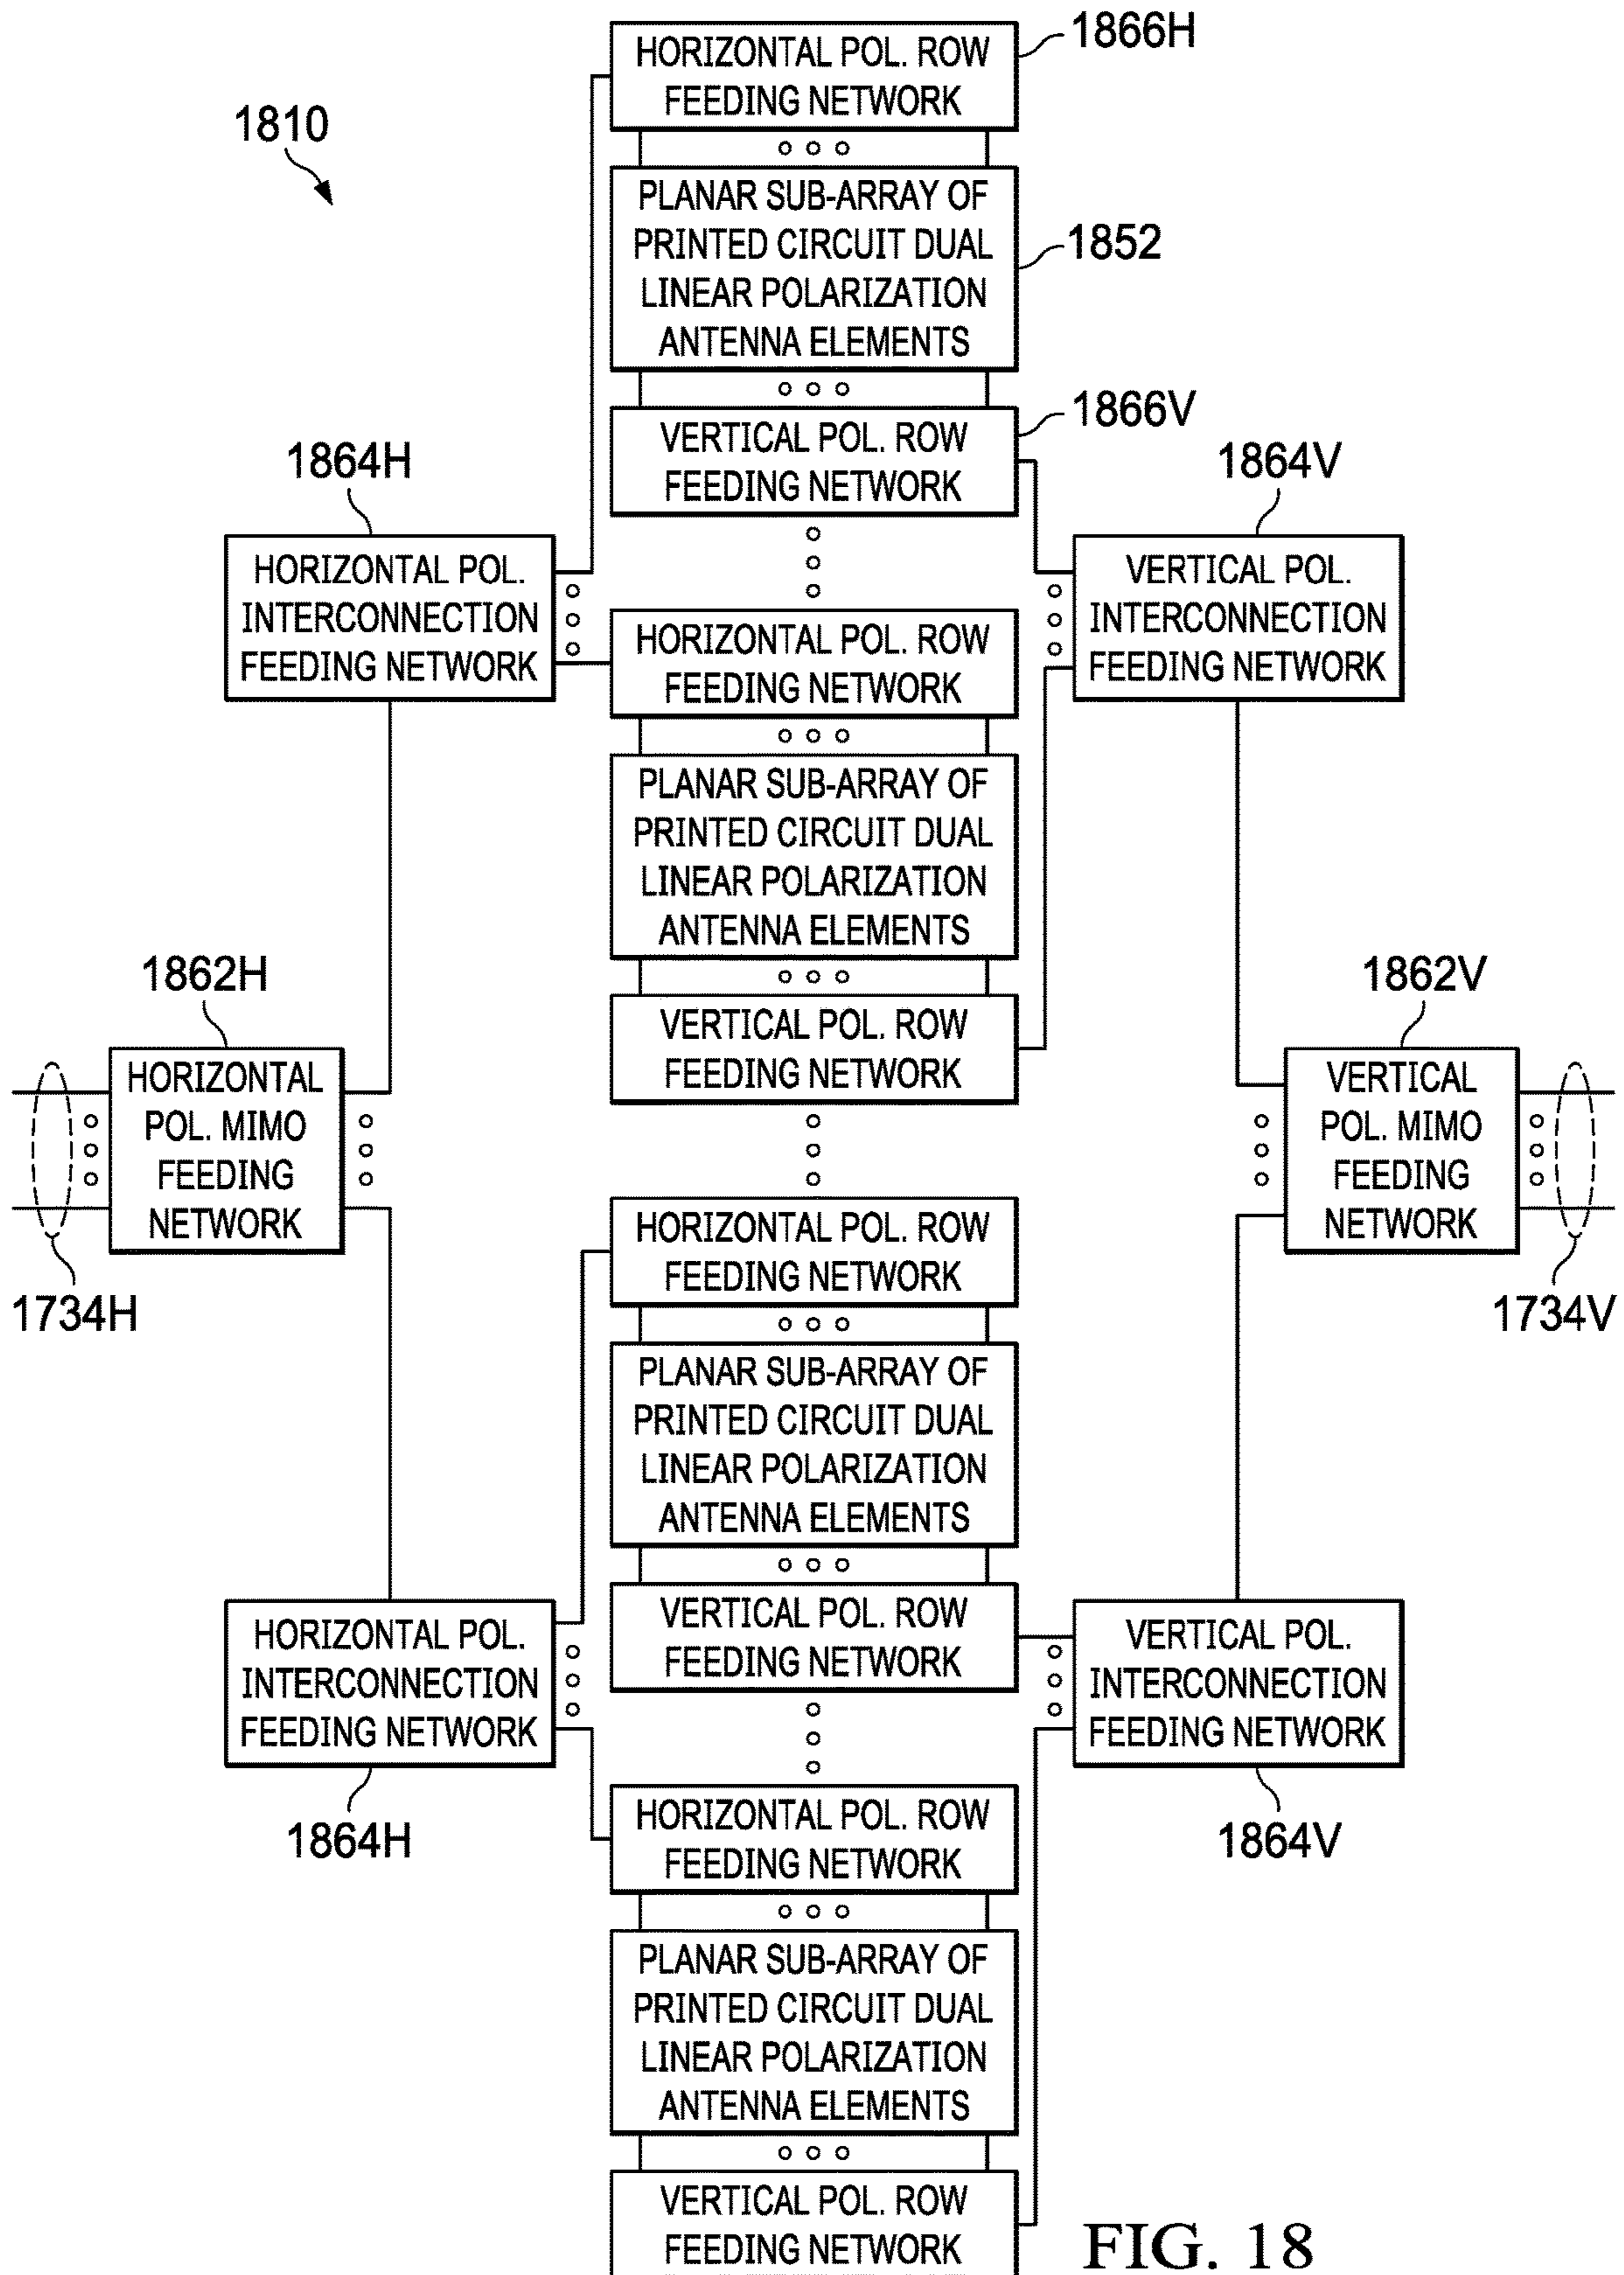 1866H
HORIZONTAL POL. ROW
FEEDING NETWORK
1810
PLANAR SUB-ARRAY OF
PRINTED CIRCUIT DUAL
LINEAR POLARIZATION
ANTENNA ELEMENTS
1852
1866V
VERTICAL POL. ROW
FEEDING NETWORK
1864H
HORIZONTAL POL.
INTERCONNECTION
FEEDING NETWORK
1864V
VERTICAL POL.
INTERCONNECTION
FEEDING NETWORK
HORIZONTAL POL. ROW
FEEDING NETWORK
PLANAR SUB-ARRAY OF
PRINTED CIRCUIT DUAL
LINEAR POLARIZATION
ANTENNA ELEMENTS
VERTICAL POL. ROW
FEEDING NETWORK
1862H
HORIZONTAL
POL. MIMO
FEEDING
NETWORK
1734H
1862V
VERTICAL
POL. MIMO
FEEDING
NETWORK
1734V
HORIZONTAL POL. ROW
FEEDING NETWORK
PLANAR SUB-ARRAY OF
PRINTED CIRCUIT DUAL
LINEAR POLARIZATION
ANTENNA ELEMENTS
VERTICAL POL. ROW
FEEDING NETWORK
HORIZONTAL POL.
INTERCONNECTION
FEEDING NETWORK
1864H
VERTICAL POL.
INTERCONNECTION
FEEDING NETWORK
1864V
HORIZONTAL POL. ROW
FEEDING NETWORK
PLANAR SUB-ARRAY OF
PRINTED CIRCUIT DUAL
LINEAR POLARIZATION
ANTENNA ELEMENTS
VERTICAL POL. ROW
FEEDING NETWORK
FIG. 18